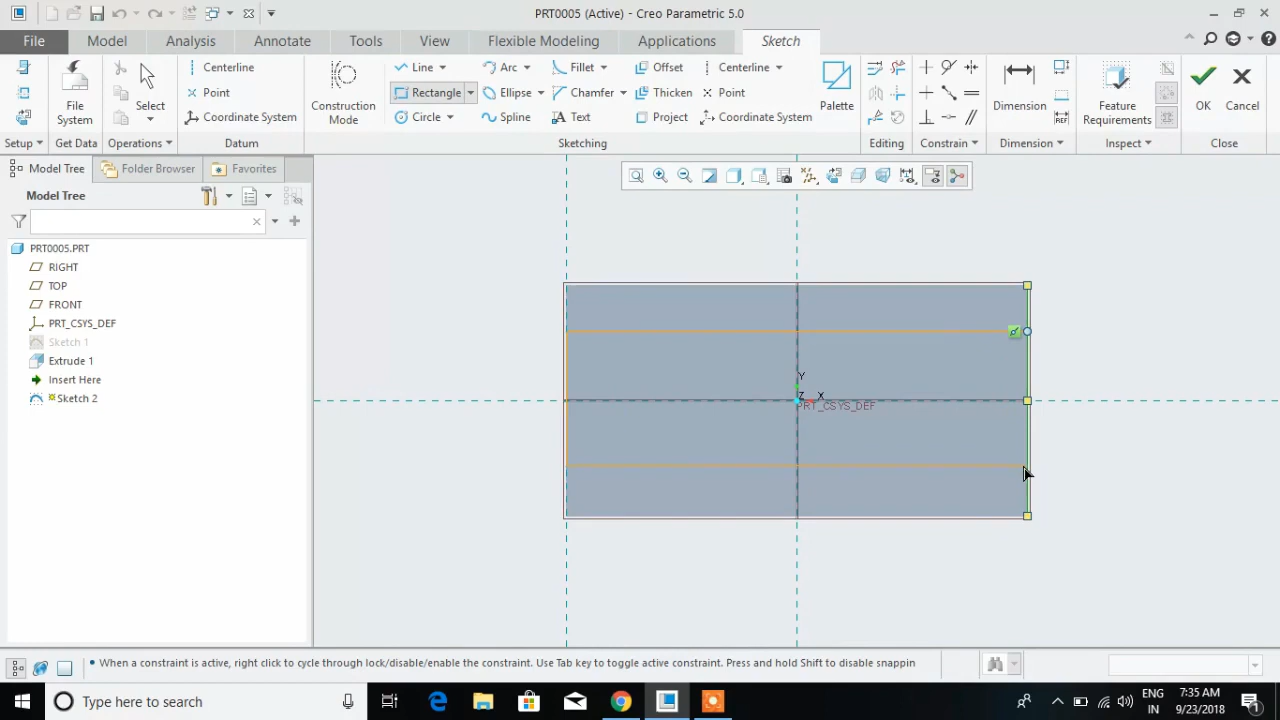 PRT0005 (Active) - Creo Parametric 5.0
File Model Analysis Annotate Tools View Flexible Modeling Applications Sketch
Centerline Line Arc Fillet Offset Centerline
Point Rectangle Ellipse Chamfer Thicken Point
File System Select Coordinate System Construction Mode Circle Spline Text Project Coordinate System Palette Dimension REF Feature Requirements OK Cancel
Setup Get Data Operations Datum Sketching Editing Constrain Dimension Inspect Close
Model Tree Folder Browser Favorites
Model Tree
PRT0005.PRT
RIGHT
TOP
FRONT
PRT_CSYS_DEF
Sketch 1
Extrude 1
Insert Here
Sketch 2
Y
Z X
PRT_CSYS_DEF
• When a constraint is active, right click to cycle through lock/disable/enable the constraint. Use Tab key to toggle active constraint. Press and hold Shift to disable snappin
Type here to search
ENG 7:35 AM
IN 9/23/2018
1